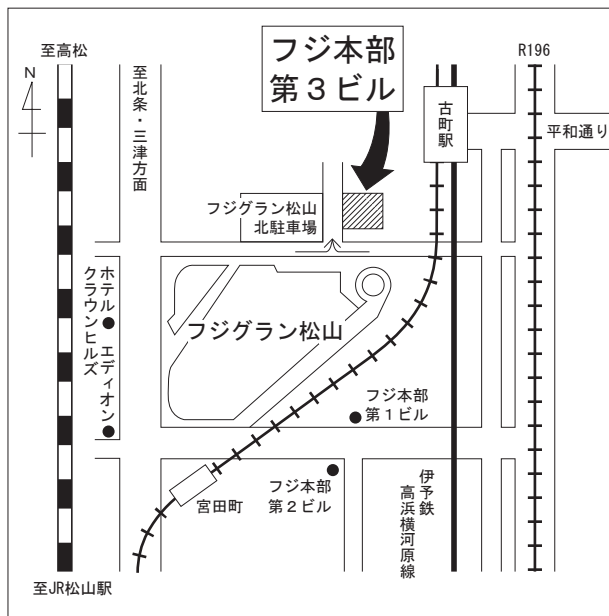 至高松
N
至北条・三津方面
フジ本部
第３ビル
R196
古町駅
平和通り
フジグラン松山
北駐車場
ホテル
クラウンヒルズ
エディオン
フジグラン松山
フジ本部
第１ビル
宮田町
フジ本部
第２ビル
伊予鉄
高浜横河原線
至JR松山駅